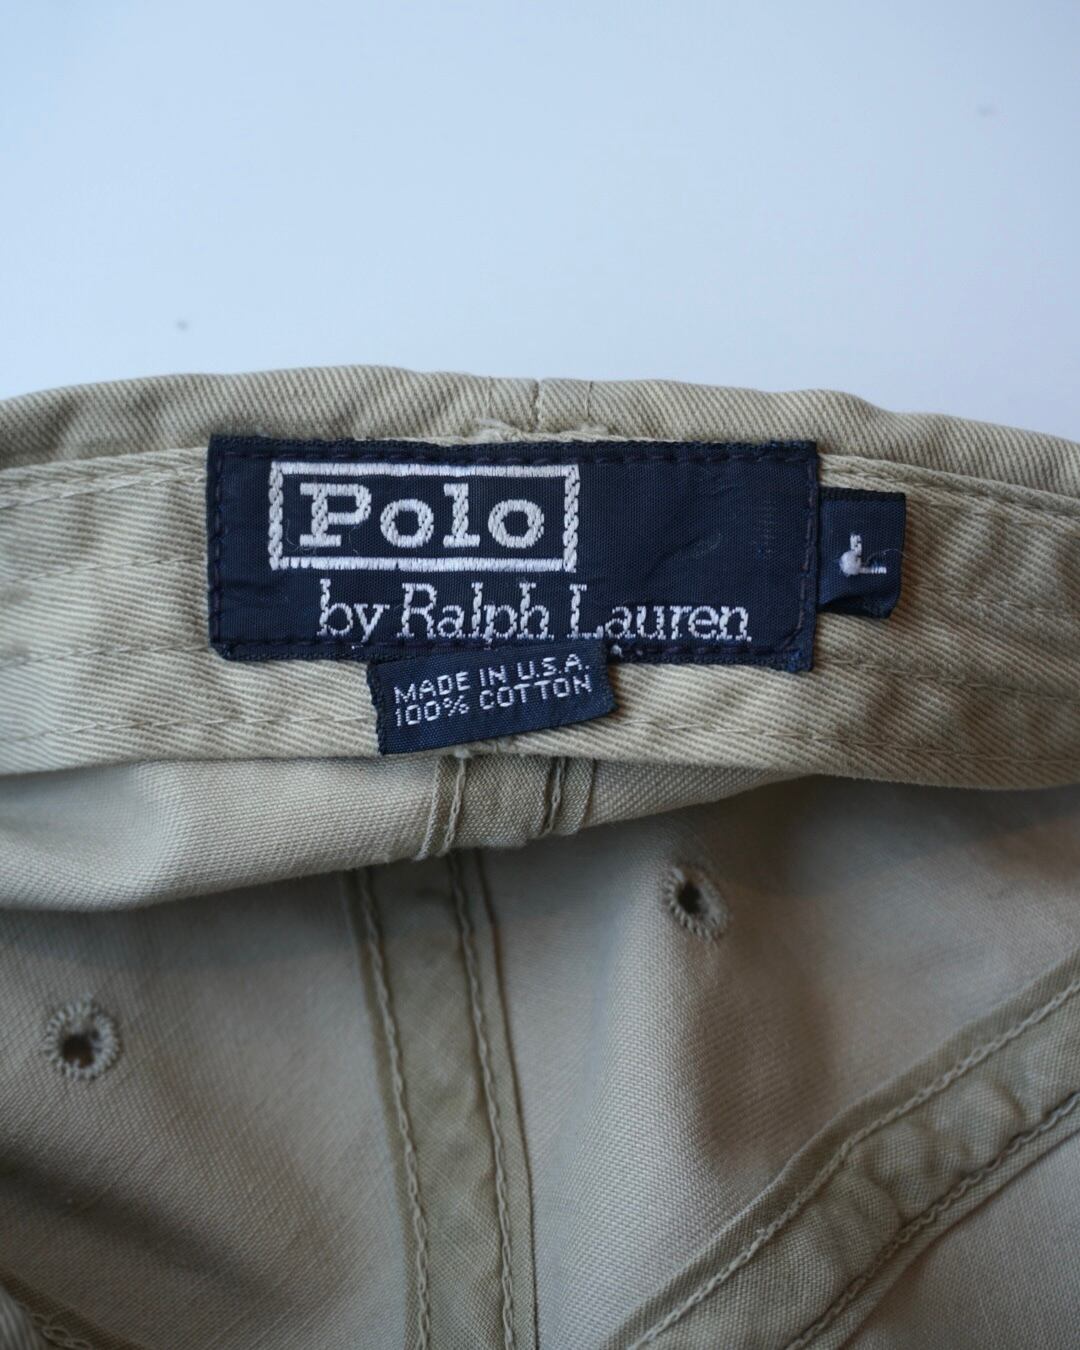 Polo
by Ralph Lauren
MADE IN U.S.A.
100% COTTON